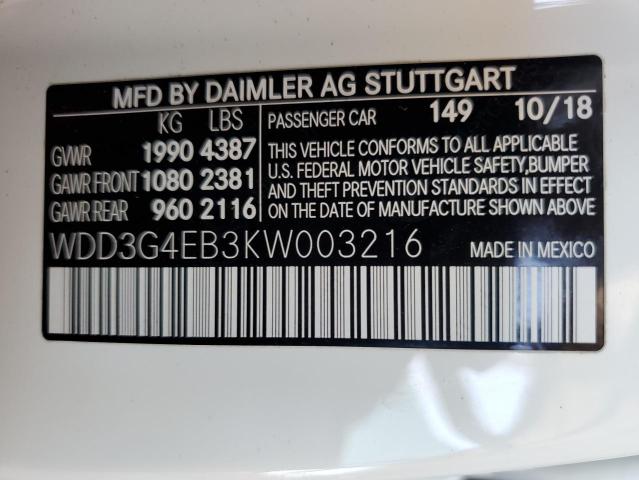 MFD BY DAIMLER AG STUTTGART
KG LBS
GVWR 1990 4387
GAWR FRONT 1080 2381
GAWR REAR 960 2116
PASSENGER CAR 149 10/18
THIS VEHICLE CONFORMS TO ALL APPLICABLE
U.S. FEDERAL MOTOR VEHICLE SAFETY,BUMPER
AND THEFT PREVENTION STANDARDS IN EFFECT
ON THE DATE OF MANUFACTURE SHOWN ABOVE
WDD3G4EB3KW003216 MADE IN MEXICO